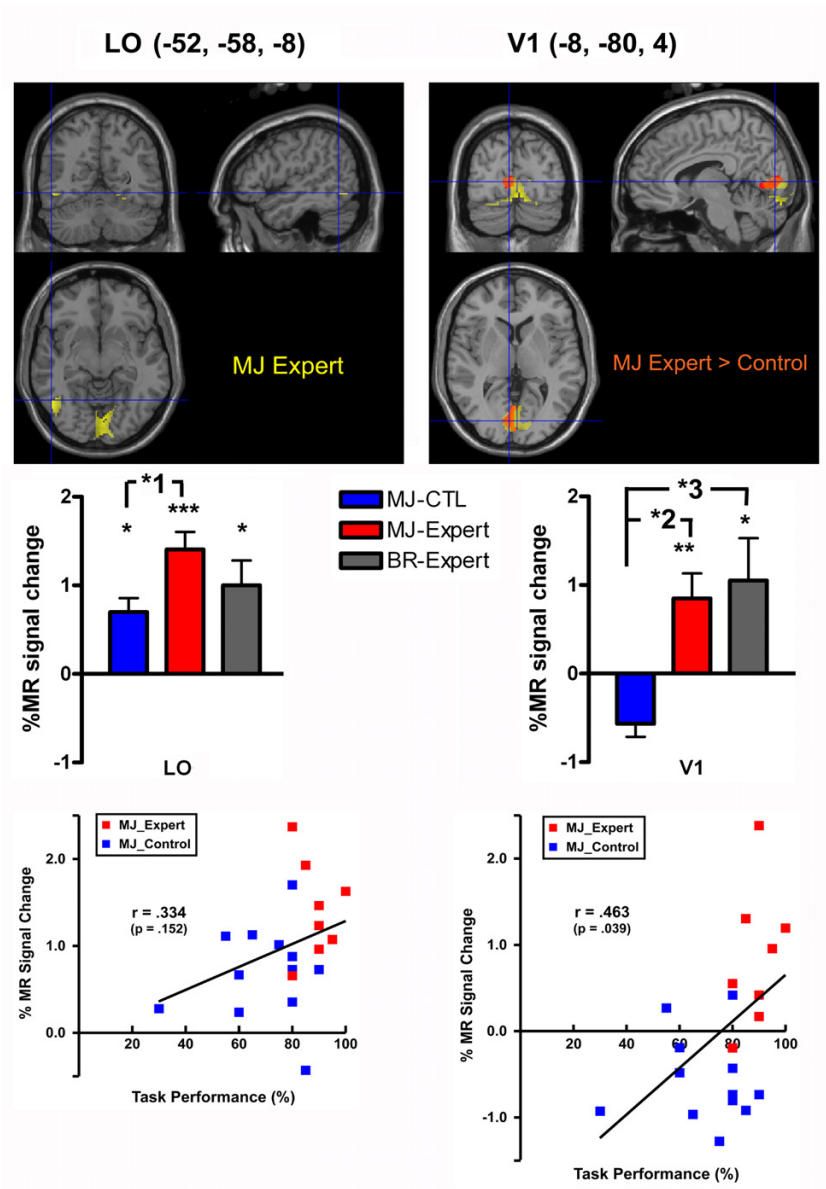 LO (-52, -58, -8)
V1 (-8, -80, 4)
MJ Expert
MJ Expert > Control
%MR signal change
2
1
0
-1
*
*1
***
*
LO
MJ-CTL
MJ-Expert
BR-Expert
%MR signal change
2
1
0
-1
*3
*2
**
*
V1
% MR Signal Change
2.0
1.0
0.0
MJ_Expert
MJ_Control
r = .334
(p = .152)
20 40 60 80 100
Task Performance (%)
% MR Signal Change
2.0
1.0
0.0
-1.0
MJ_Expert
MJ_Control
r = .463
(p = .039)
20 40 60 80 100
Task Performance (%)